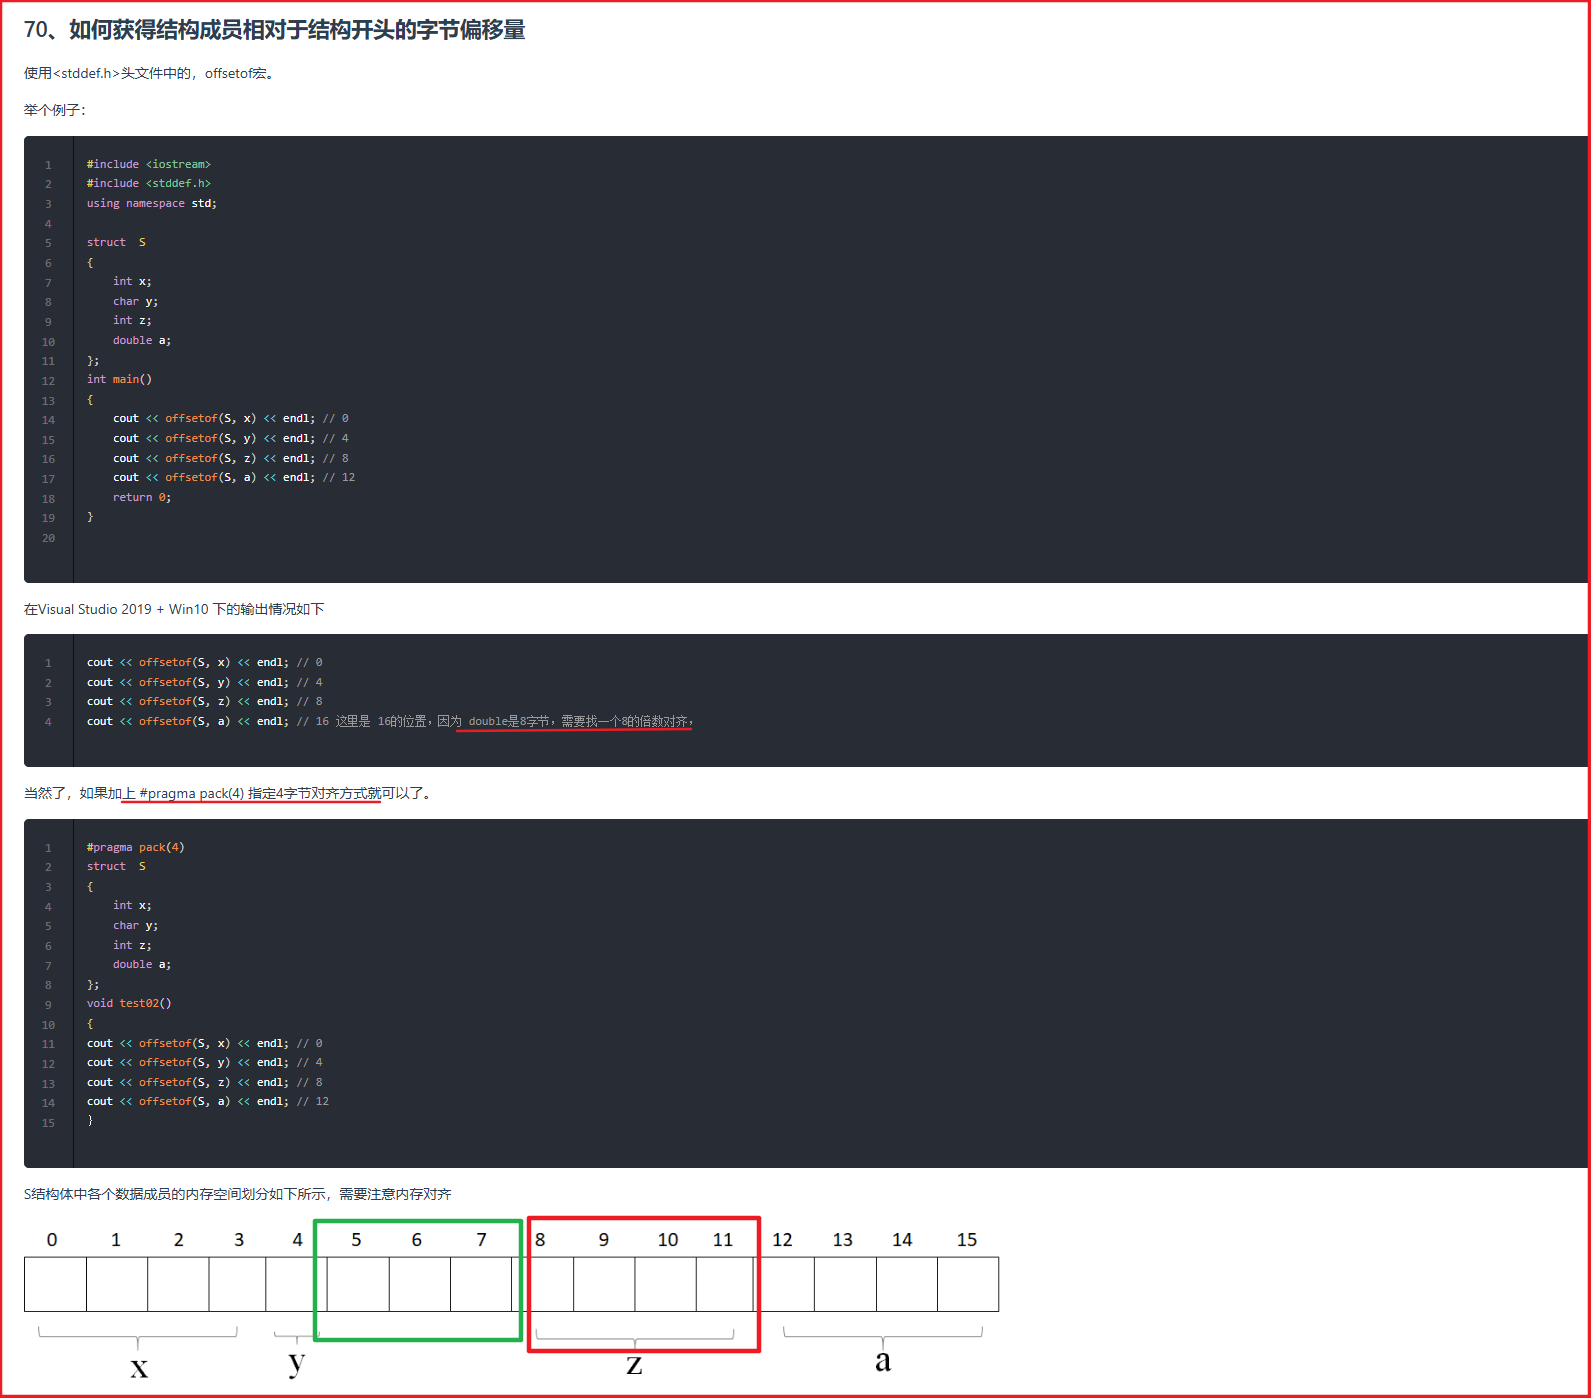 70、如何获得结构成员相对于结构开头的字节偏移量
使用<stddef.h>头文件中的，offsetof宏。
举个例子：
1 #include <iostream>
2 #include <stddef.h>
3 using namespace std;
4
5 struct  S
6 {
7     int x;
8     char y;
9     int z;
10     double a;
11 };
12 int main()
13 {
14     cout << offsetof(S, x) << endl; // 0
15     cout << offsetof(S, y) << endl; // 4
16     cout << offsetof(S, z) << endl; // 8
17     cout << offsetof(S, a) << endl; // 12
18     return 0;
19 }
20
在Visual Studio 2019 + Win10 下的输出情况如下
1 cout << offsetof(S, x) << endl; // 0
2 cout << offsetof(S, y) << endl; // 4
3 cout << offsetof(S, z) << endl; // 8
4 cout << offsetof(S, a) << endl; // 16 这里是 16的位置，因为 double是8字节，需要找一个8的倍数对齐，
当然了，如果加上 #pragma pack(4) 指定4字节对齐方式就可以了。
1 #pragma pack(4)
2 struct  S
3 {
4     int x;
5     char y;
6     int z;
7     double a;
8 };
9 void test02()
10 {
11 cout << offsetof(S, x) << endl; // 0
12 cout << offsetof(S, y) << endl; // 4
13 cout << offsetof(S, z) << endl; // 8
14 cout << offsetof(S, a) << endl; // 12
15 }
S结构体中各个数据成员的内存空间划分如下所示，需要注意内存对齐
0 1 2 3 4 5 6 7 8 9 10 11 12 13 14 15
x y z a